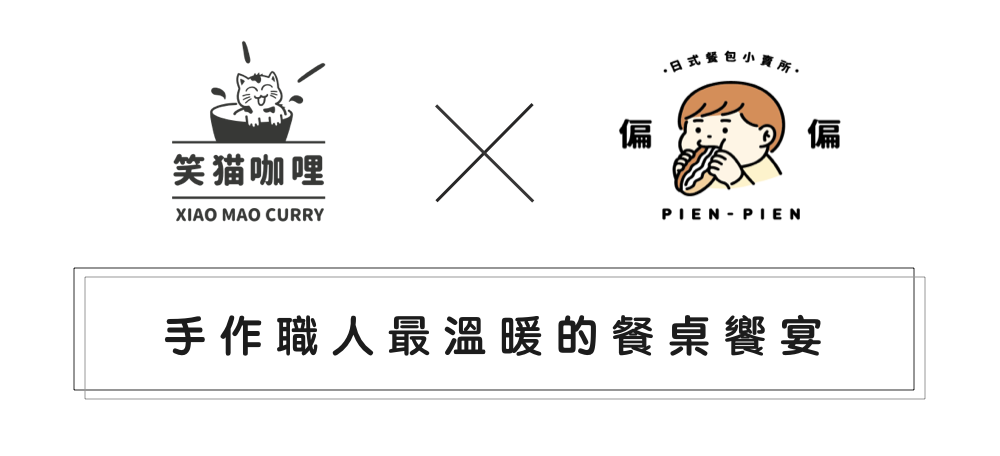 笑猫咖哩
XIAO MAO CURRY
·日式餐包小賣所·
偏 偏
PIEN-PIEN
手作職人最溫暖的餐桌饗宴